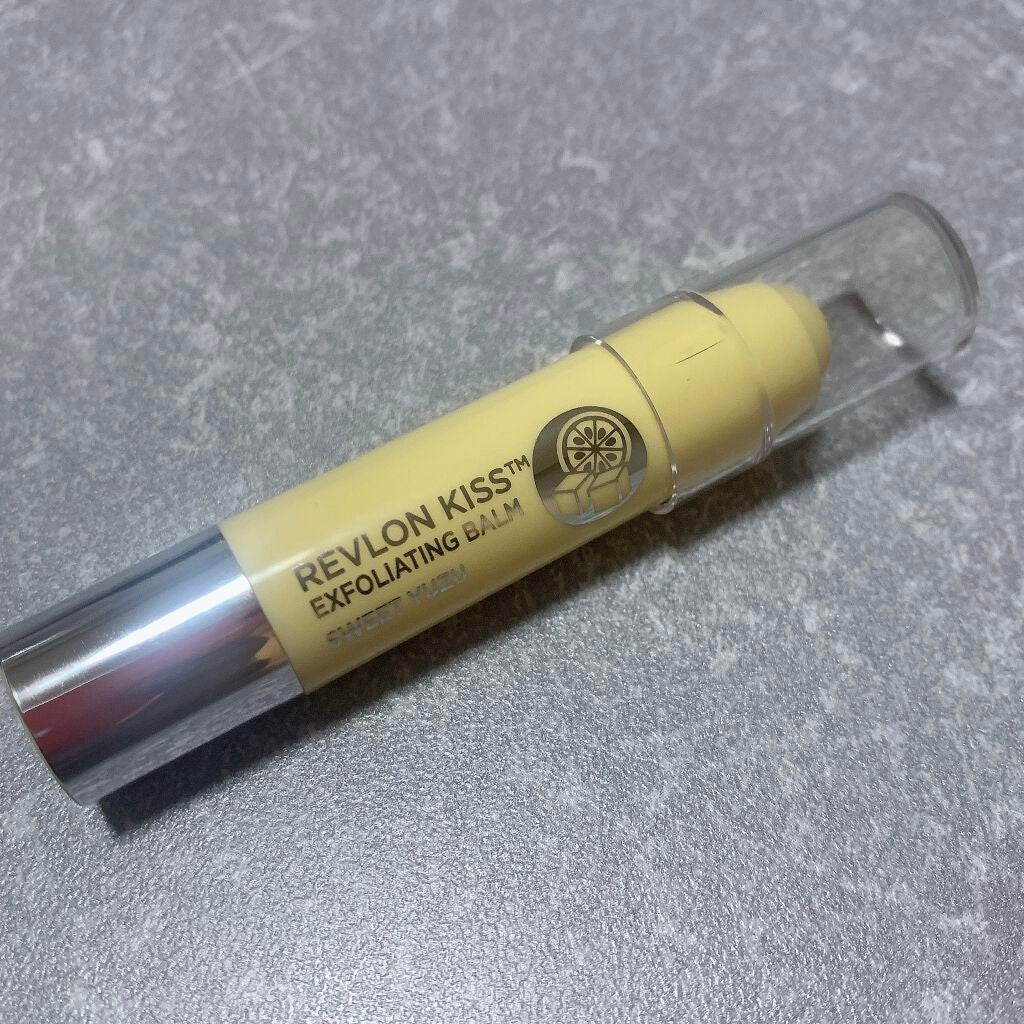 REVLON KISS™
EXFOLIATING BALM
SWEET YUZU